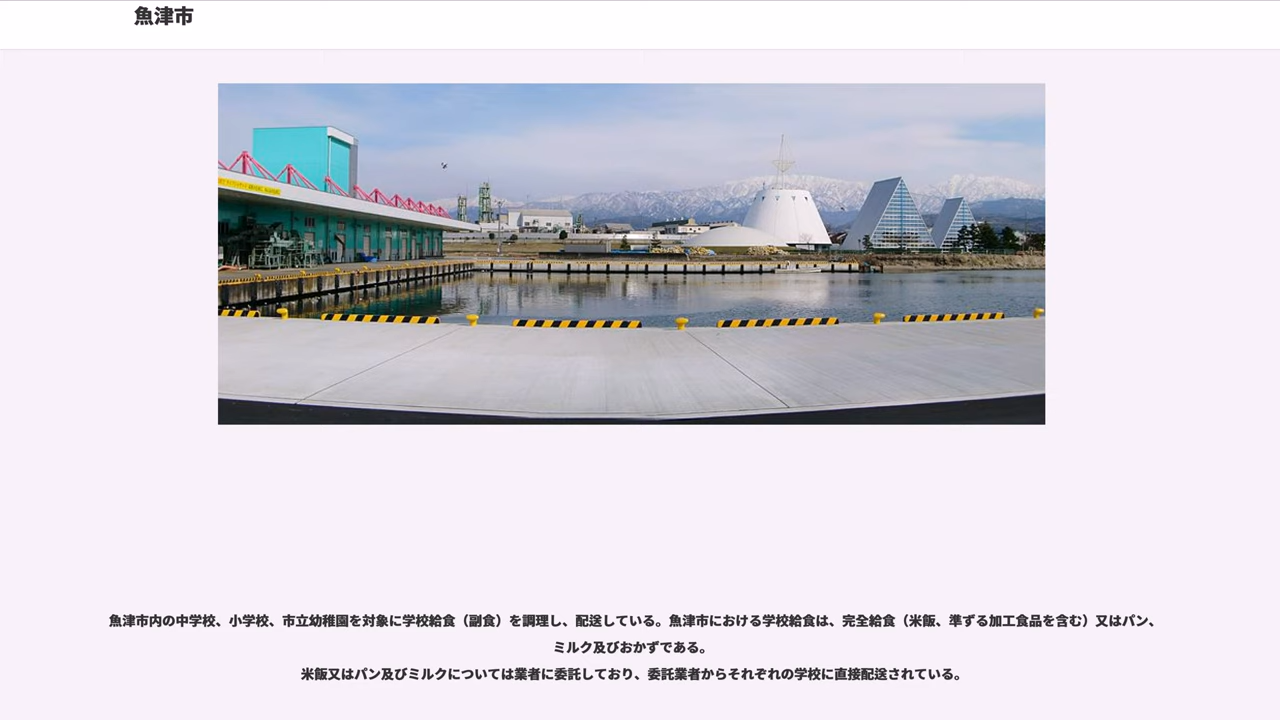 魚津市
魚津市内の中学校、小学校、市立幼稚園を対象に学校給食（副食）を調理し、配送している。魚津市における学校給食は、完全給食（米飯、準ずる加工食品を含む）又はパン、
ミルク及びおかずである。
米飯又はパン及びミルクについては業者に委託しており、委託業者からそれぞれの学校に直接配送されている。